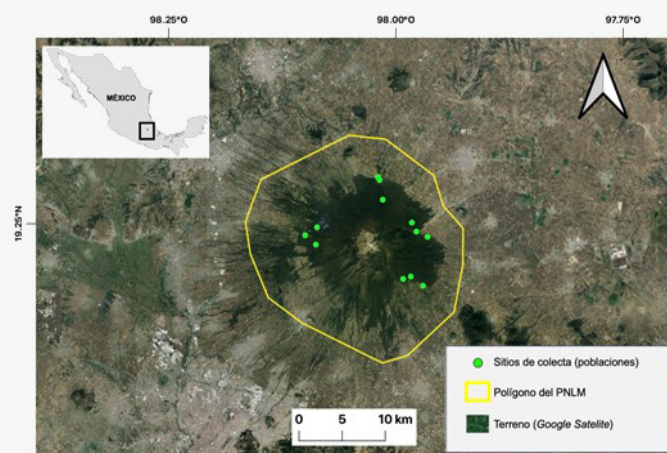 98.25°W
98.00°W
97.75°W
MÉXICO
19.25°N
Sitios de colecta (poblaciones)
Polígono del PNLM
Terreno (Google Satelite)
0 5 10 km